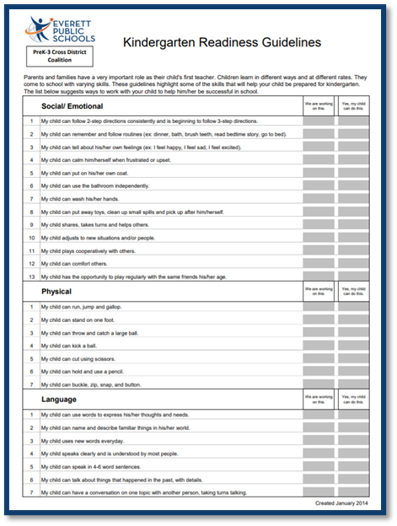 EVERETT
PUBLIC
SCHOOLS
PreK-3 Cross District
Coalition
Kindergarten Readiness Guidelines
Parents and families have a very important role as their child's first teacher. Children learn in different ways and at different rates. They
come to school with varying skills. These guidelines highlight some of the skills that will help your child be prepared for kindergarten.
The list below suggests ways to work with your child to help him/her be successful in school.
Social/ Emotional We are working on this. Yes, my child can do this.
1 My child can follow 2-step directions consistently and is beginning to follow 3-step directions.
2 My child can remember and follow routines (ex: dinner, bath, brush teeth, read bedtime story, go to bed).
3 My child can tell about his/her own feelings (ex: I feel happy, I feel sad, I feel excited).
4 My child can calm him/herself when frustrated or upset.
5 My child can put on his/her own coat.
6 My child can use the bathroom independently.
7 My child can wash his/her hands.
8 My child can put away toys, clean up small spills and pick up after him/herself.
9 My child shares, takes turns and helps others.
10 My child adjusts to new situations and/or people.
11 My child plays cooperatively with others.
12 My child can comfort others.
13 My child has the opportunity to play regularly with the same friends his/her age.
Physical We are working on this. Yes, my child can do this.
1 My child can run, jump and gallop.
2 My child can stand on one foot.
3 My child can throw and catch a large ball.
4 My child can kick a ball.
5 My child can cut using scissors.
6 My child can hold and use a pencil.
7 My child can buckle, zip, snap, and button.
Language We are working on this. Yes, my child can do this.
1 My child can use words to express his/her thoughts and needs.
2 My child can name and describe familiar things in his/her world.
3 My child uses new words everyday.
4 My child speaks clearly and is understood by most people.
5 My child can speak in 4-6 word sentences.
6 My child can talk about things that happened in the past, with details.
7 My child can have a conversation on one topic with another person, taking turns talking.
Created January 2014